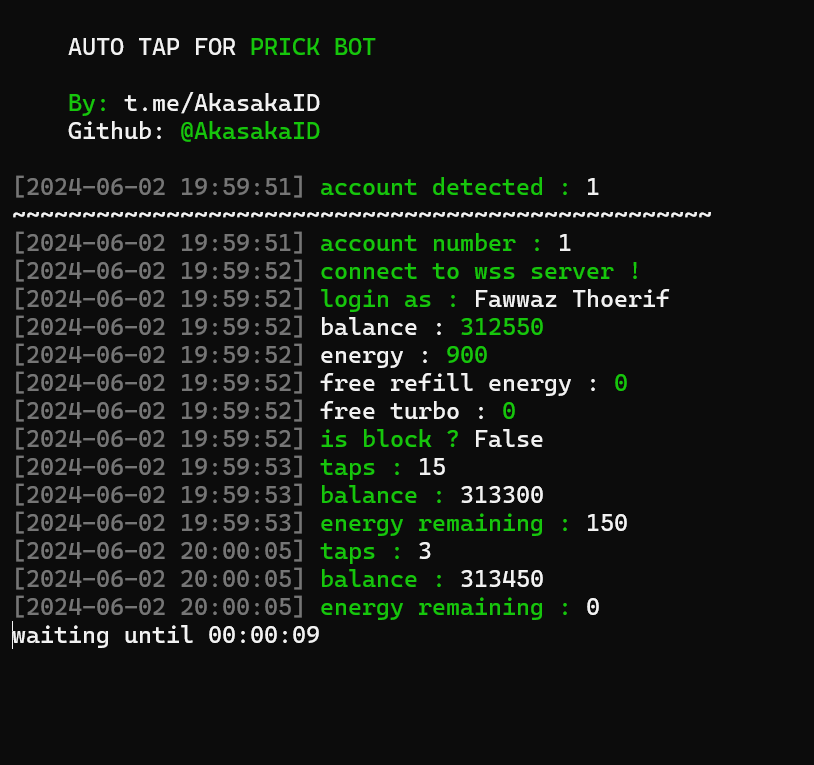 AUTO TAP FOR PRICK BOT
By: t.me/AkasakaID
Github: @AkasakaID
[2024-06-02 19:59:51] account detected : 1
~~~~~~~~~~~~~~~~~~~~~~~~~~~~~~~~~~~~~~~~~~~~~~~~~~
[2024-06-02 19:59:51] account number : 1
[2024-06-02 19:59:52] connect to wss server !
[2024-06-02 19:59:52] login as : Fawwaz Thoerif
[2024-06-02 19:59:52] balance : 312550
[2024-06-02 19:59:52] energy : 900
[2024-06-02 19:59:52] free refill energy : 0
[2024-06-02 19:59:52] free turbo : 0
[2024-06-02 19:59:52] is block ? False
[2024-06-02 19:59:53] taps : 15
[2024-06-02 19:59:53] balance : 313300
[2024-06-02 19:59:53] energy remaining : 150
[2024-06-02 20:00:05] taps : 3
[2024-06-02 20:00:05] balance : 313450
[2024-06-02 20:00:05] energy remaining : 0
waiting until 00:00:09